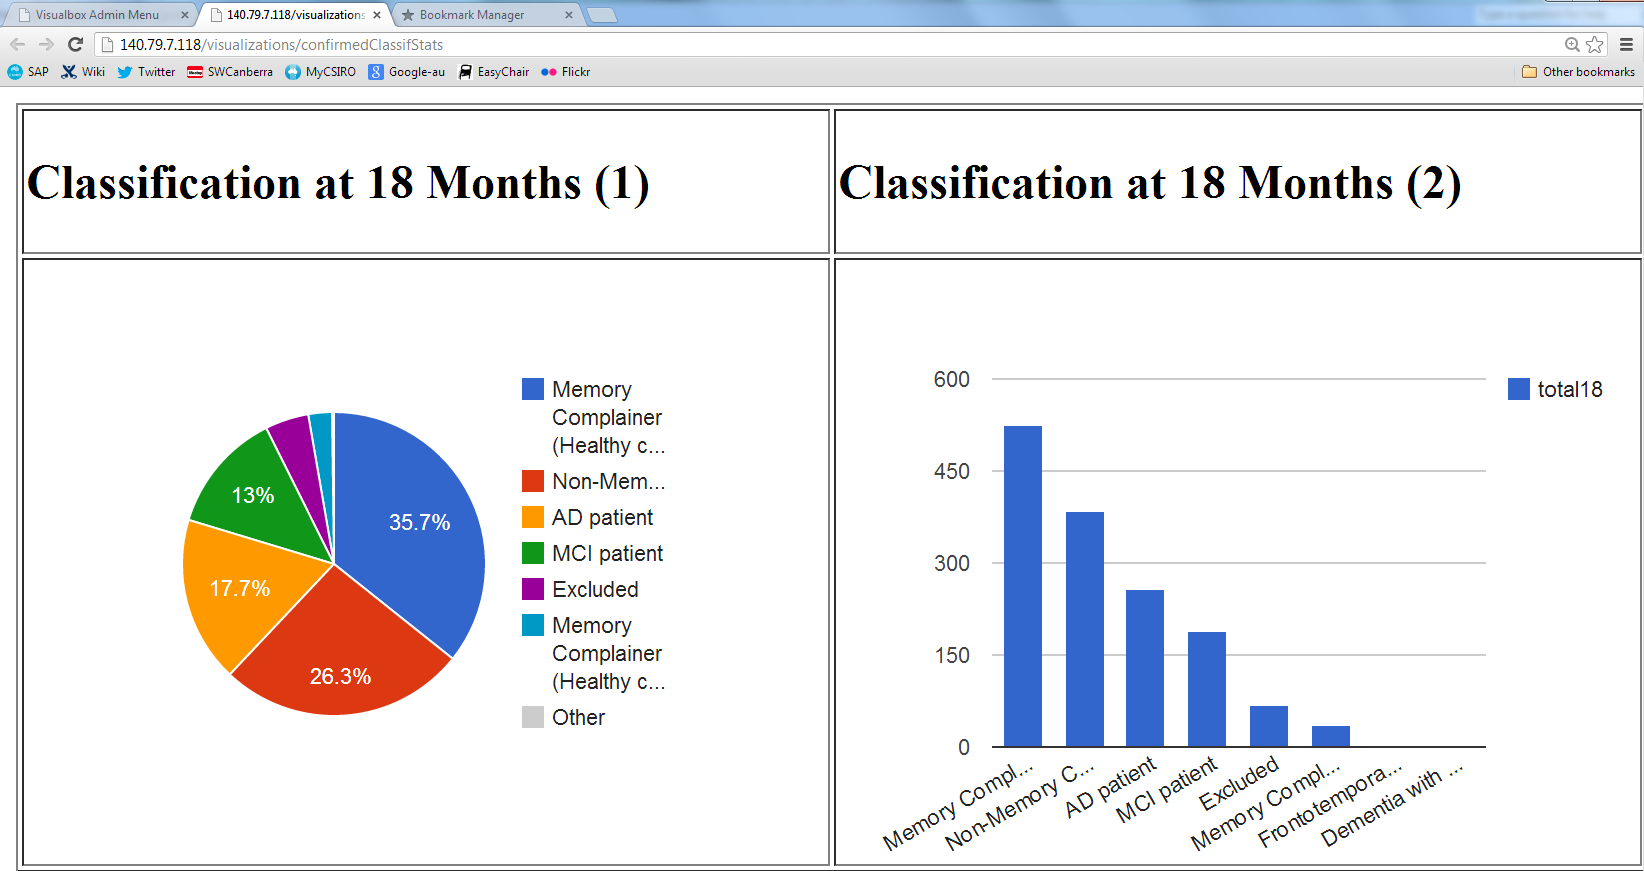 Visualbox Admin Menu
140.79.7.118/visualizations
Bookmark Manager
140.79.7.118/visualizations/confirmedClassifStats
SAP
Wiki
Twitter
SWCanberra
MyCSIRO
Google-au
EasyChair
Flickr
Other bookmarks
Classification at 18 Months (1)
Classification at 18 Months (2)
35.7%
26.3%
17.7%
13%
Memory
Complainer
(Healthy c...
Non-Mem...
AD patient
MCI patient
Excluded
Memory
Complainer
(Healthy c...
Other
600
450
300
150
0
total18
Memory Compl...
Non-Memory C...
AD patient
MCI patient
Excluded
Memory Compl...
Frontotempora...
Dementia with ...